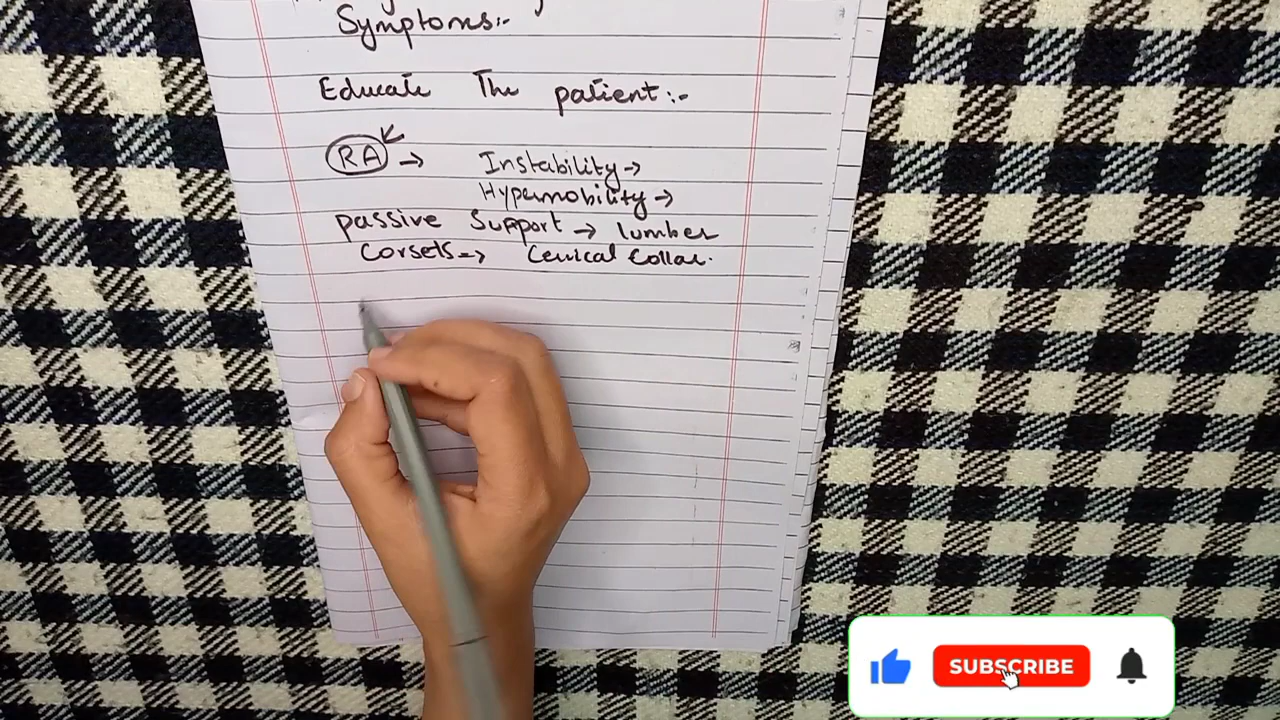 Symptoms:-
Educate The patient:-
RA → Instability →
Hypermobility →
passive Support → lumber
Corsets → Cervical Collar.
SUBSCRIBE